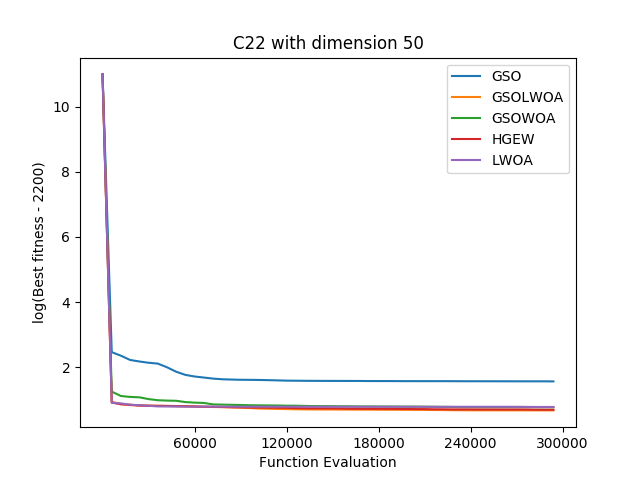 C22 with dimension 50
log(Best fitness - 2200)
10
8
6
4
2
GSO
GSOLWOA
GSOWOA
HGEW
LWOA
60000 120000 180000 240000 300000
Function Evaluation